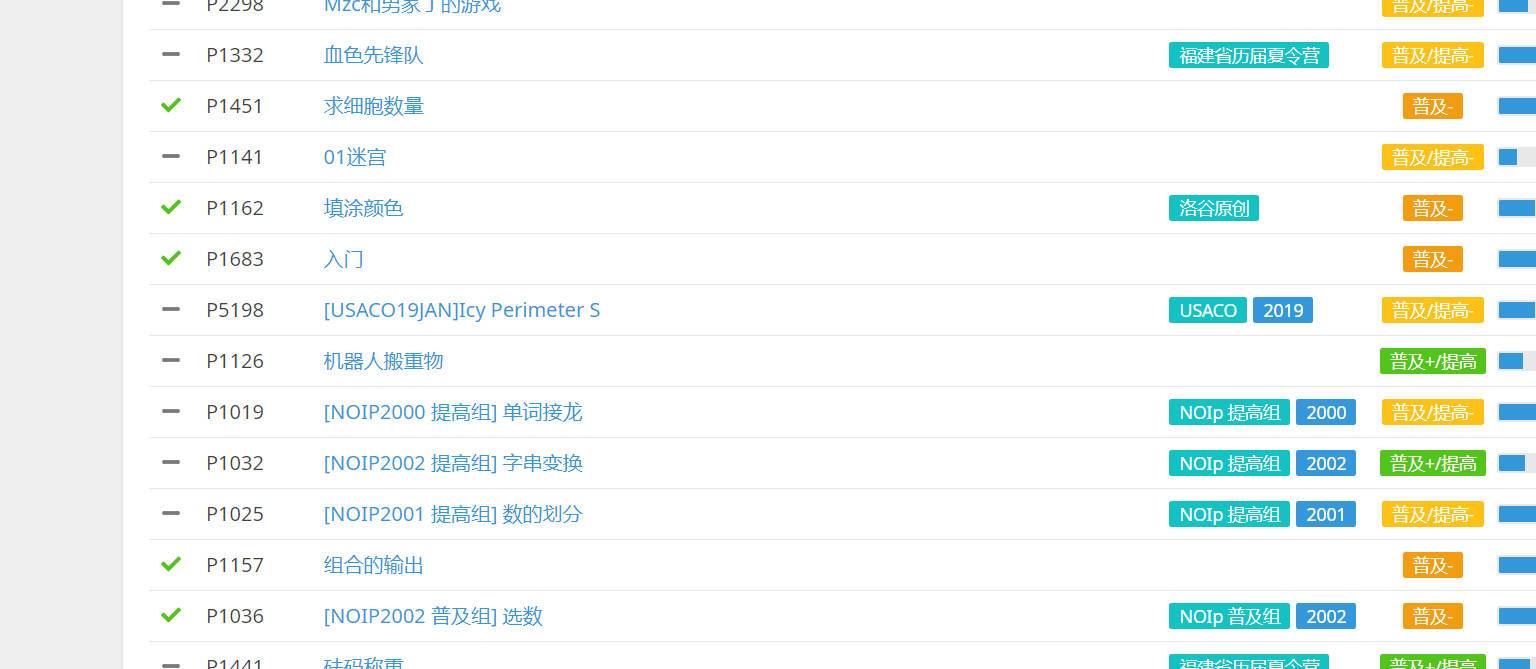 P2298 Mzc和男家丁的游戏 普及/提高-
P1332 血色先锋队 福建省历届夏令营 普及/提高-
P1451 求细胞数量 普及-
P1141 01迷宫 普及/提高-
P1162 填涂颜色 洛谷原创 普及-
P1683 入门 普及-
P5198 [USACO19JAN]Icy Perimeter S USACO 2019 普及/提高-
P1126 机器人搬重物 普及+/提高
P1019 [NOIP2000 提高组] 单词接龙 NOIp 提高组 2000 普及/提高-
P1032 [NOIP2002 提高组] 字串变换 NOIp 提高组 2002 普及+/提高
P1025 [NOIP2001 提高组] 数的划分 NOIp 提高组 2001 普及/提高-
P1157 组合的输出 普及-
P1036 [NOIP2002 普及组] 选数 NOIp 普及组 2002 普及-
P1441 砝码称重 福建省历届夏令营 普及+/提高